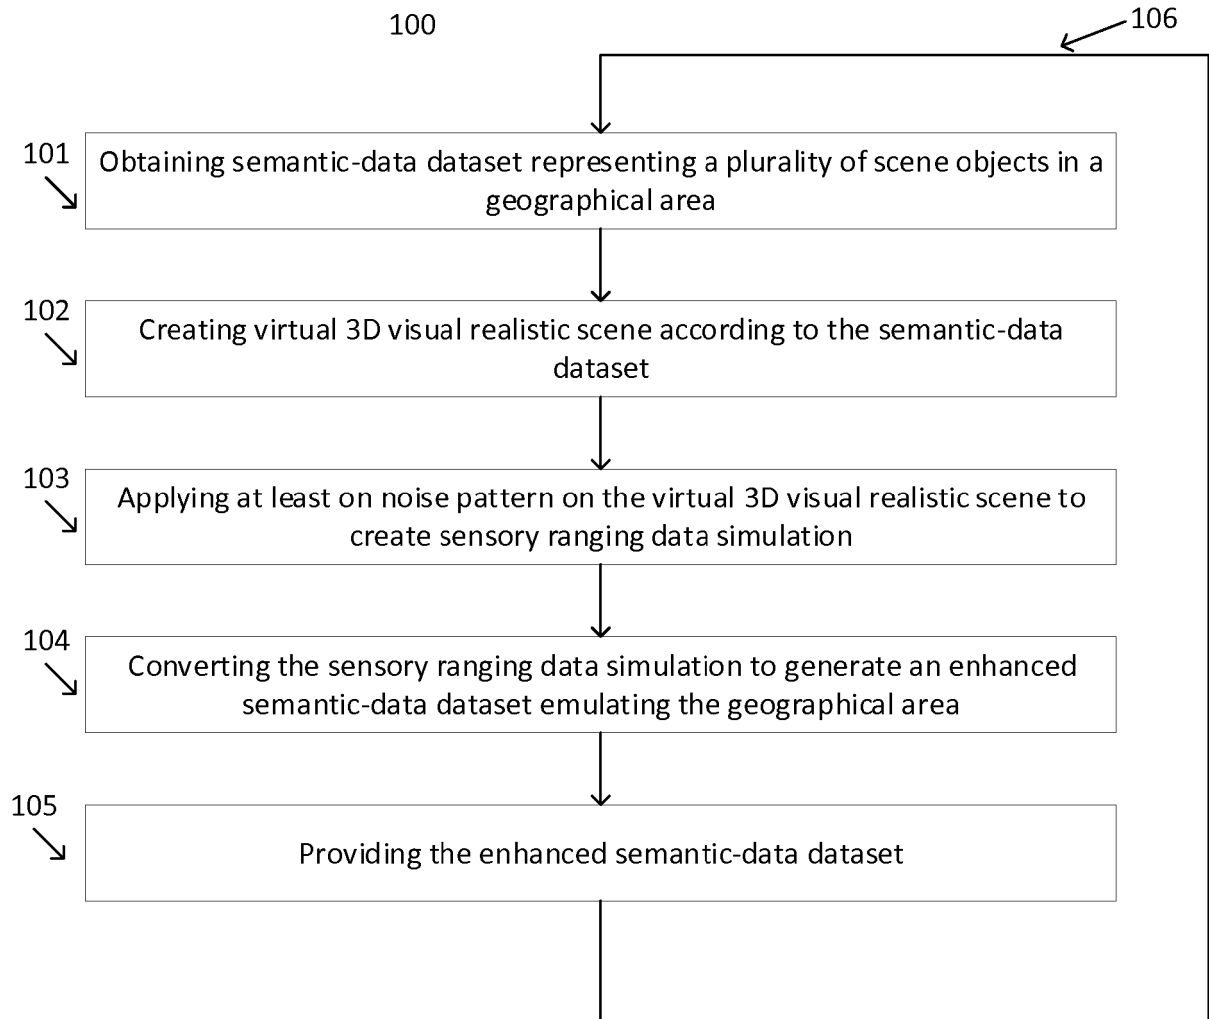 100
106
101
Obtaining semantic-data dataset representing a plurality of scene objects in a
geographical area
102
Creating virtual 3D visual realistic scene according to the semantic-data
dataset
103
Applying at least on noise pattern on the virtual 3D visual realistic scene to
create sensory ranging data simulation
104
Converting the sensory ranging data simulation to generate an enhanced
semantic-data dataset emulating the geographical area
105
Providing the enhanced semantic-data dataset